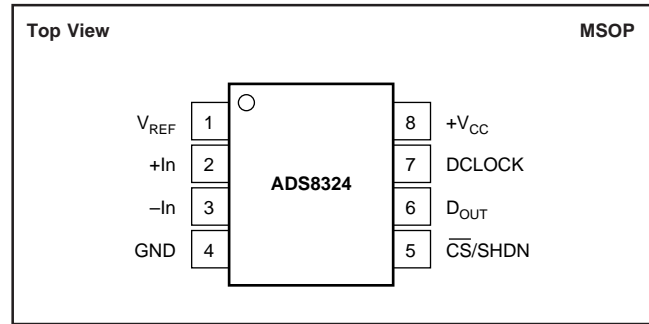 Top View MSOP
V_REF 1 8 +V_CC
+In 2 7 DCLOCK
ADS8324
–In 3 6 D_OUT
GND 4 5 C̅S̅/SHDN